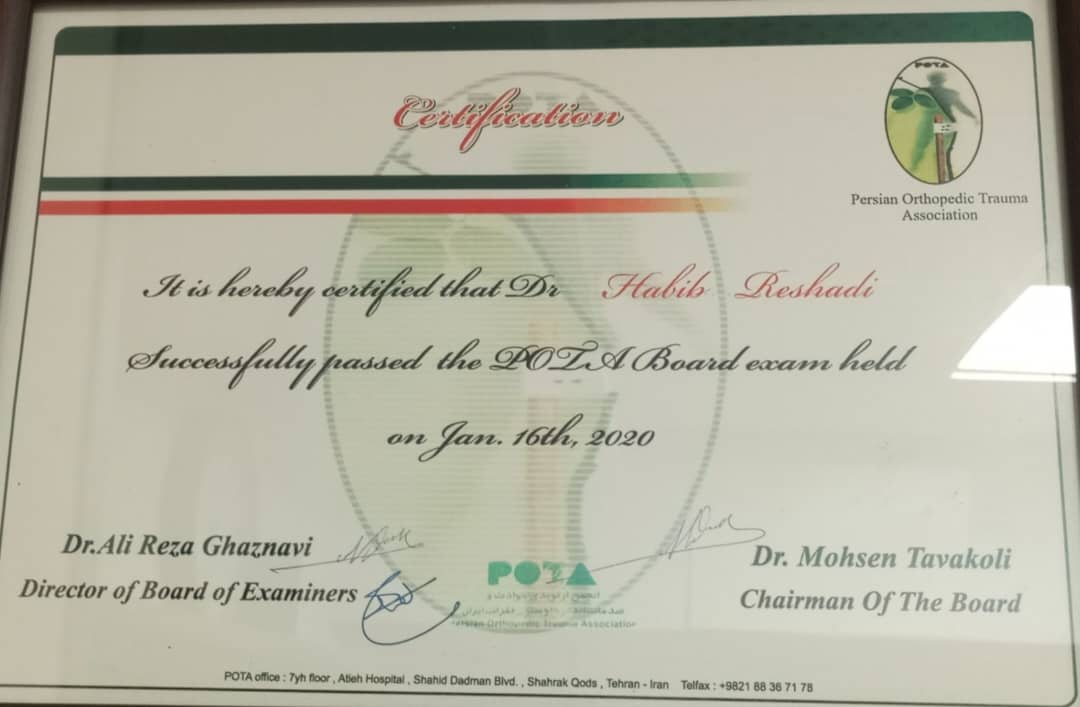 POTA
Certification
Persian Orthopedic Trauma
Association
It is hereby certified that Dr Habib Reshadi
Successfully passed the POTA Board exam held
on Jan. 16th, 2020
Dr.Ali Reza Ghaznavi
Director of Board of Examiners
Dr. Mohsen Tavakoli
Chairman Of The Board
POTA
Persian Orthopedic Trauma Association
POTA office : 7yh floor , Atieh Hospital , Shahid Dadman Blvd. , Shahrak Qods , Tehran - Iran Telfax : +9821 88 36 71 78